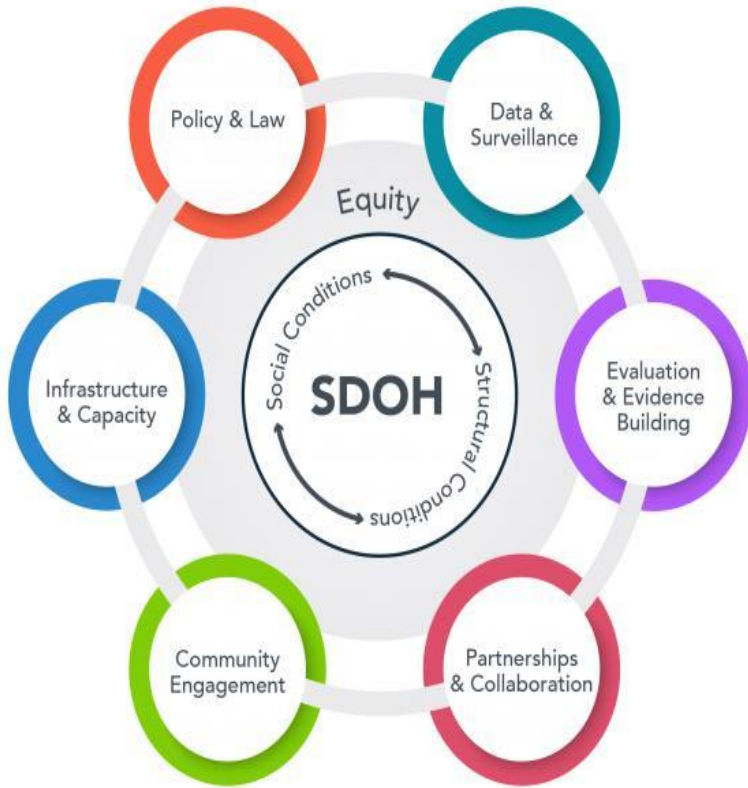 Policy & Law
Data &
Surveillance
Equity
Social Conditions
SDOH
Structural Conditions
Infrastructure
& Capacity
Evaluation
& Evidence
Building
Community
Engagement
Partnerships
& Collaboration